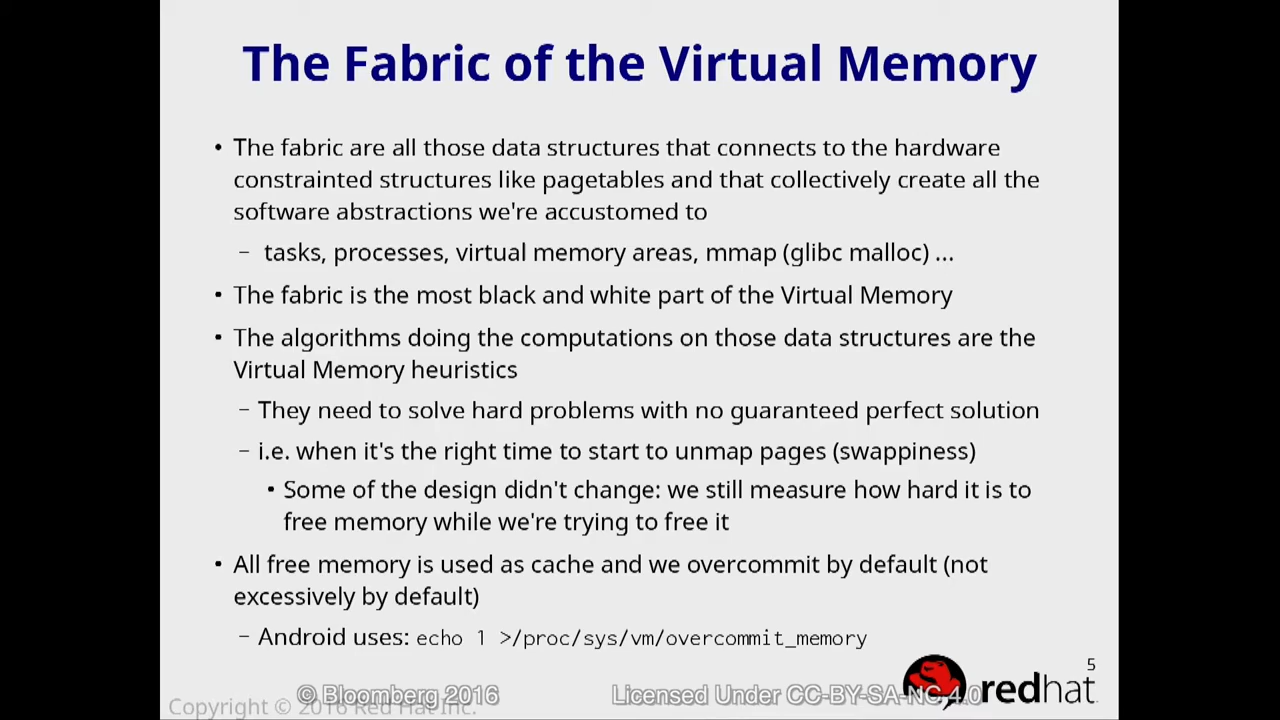 The Fabric of the Virtual Memory
• The fabric are all those data structures that connects to the hardware
constrainted structures like pagetables and that collectively create all the
software abstractions we're accustomed to
– tasks, processes, virtual memory areas, mmap (glibc malloc) ...
• The fabric is the most black and white part of the Virtual Memory
• The algorithms doing the computations on those data structures are the
Virtual Memory heuristics
– They need to solve hard problems with no guaranteed perfect solution
– i.e. when it's the right time to start to unmap pages (swappiness)
• Some of the design didn't change: we still measure how hard it is to
free memory while we're trying to free it
• All free memory is used as cache and we overcommit by default (not
excessively by default)
– Android uses: echo 1 >/proc/sys/vm/overcommit_memory
5
redhat
© Bloomberg 2016 Licensed Under CC-BY-SA-NC 4.0
Copyright © 2016 Red Hat Inc.